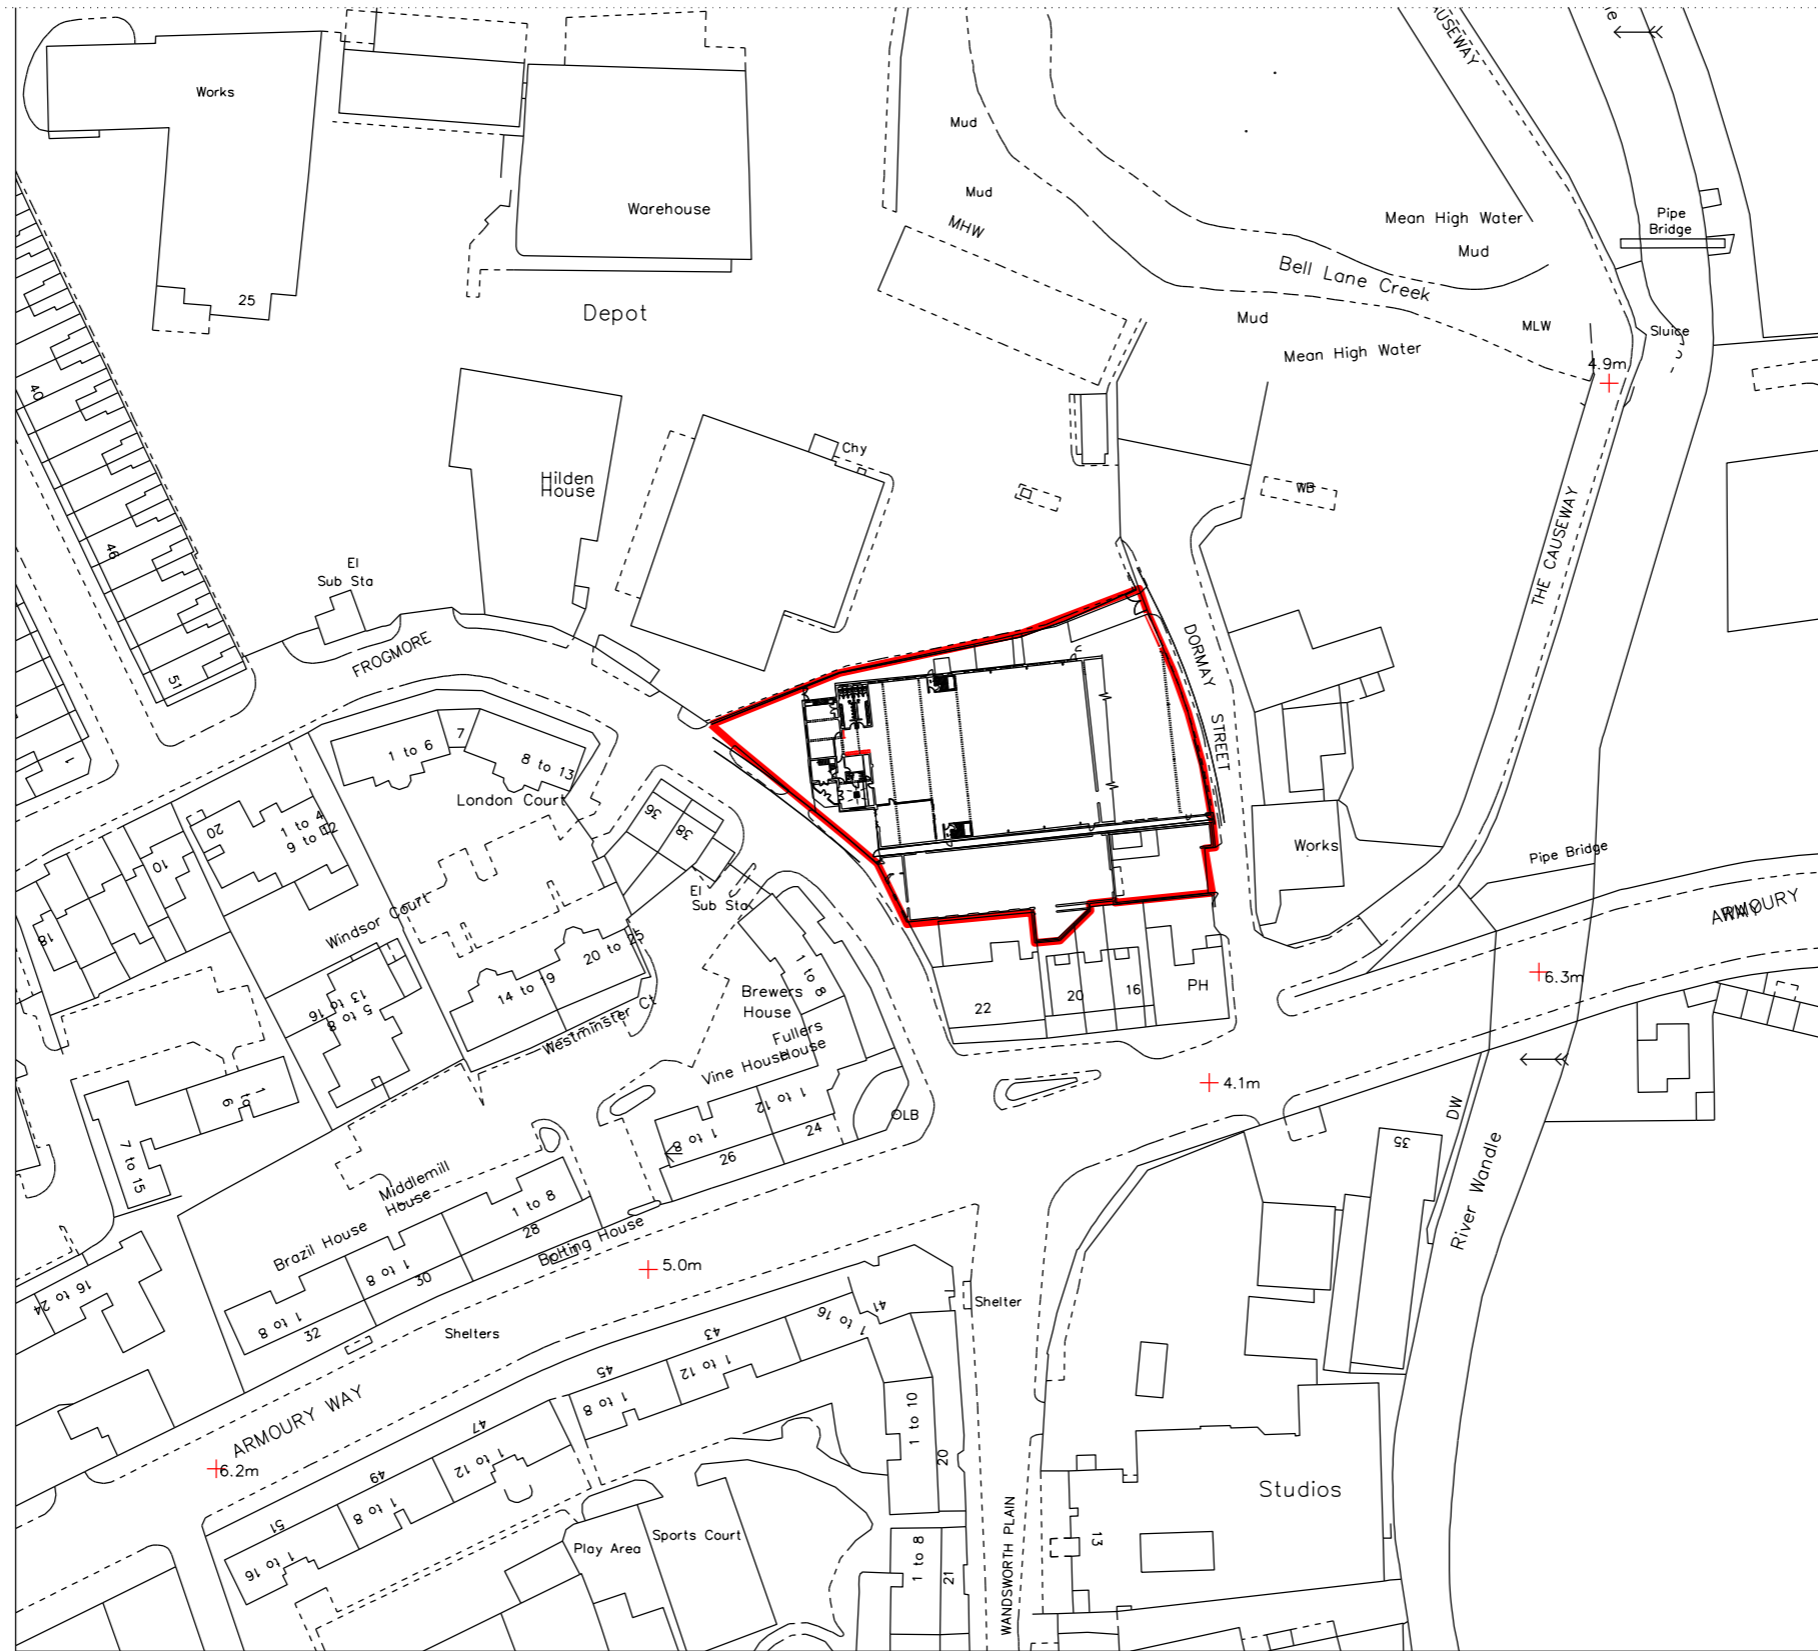 CAUSEWAY
Works
Mud
Warehouse
Mud
MHW
Mean High Water
Pipe
Bridge
Mud
Bell Lane Creek
25
Depot
Mud
MLW
Sluice
Mean High Water
4.9m
40
Chy
Hilden
House
WB
46
THE CAUSEWAY
El
Sub Sta
FROGMORE
DORMAY
STREET
51
1 to 6
7
8 to 13
London Court
36
38
20
1 to 4
9 to 12
10
Works
Pipe Bridge
El
Sub Sta
ARMOURY
WAY
18
Windsor Court
20 to 25
14 to 19
1 to 8
Brewers
House
6.3m
PH
16
20
22
13 to 16
5 to 8
Westminster Ct
Fullers
House
Vine House
4.1m
1 to 6
1 to 12
1 to 8
OLB
24
26
DW
35
7 to 15
River Wandle
Middlemill
House
1 to 8
28
Brazil House
Bolting House
5.0m
1 to 8
30
16 to 24
1 to 8
32
Shelters
Shelter
41
1 to 16
43
1 to 12
45
1 to 8
ARMOURY WAY
47
1 to 12
1 to 10
20
6.2m
49
1 to 8
51
1 to 16
Studios
WANDSWORTH PLAIN
13
Sports Court
Play Area
1 to 8
21